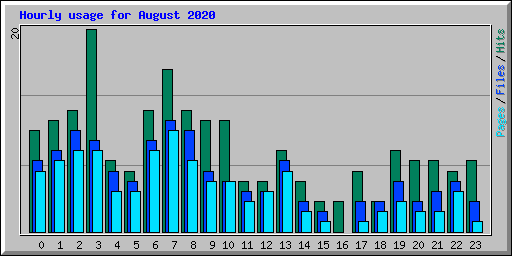 Hourly usage for August 2020
20
Pages / Files / Hits
0 1 2 3 4 5 6 7 8 9 10 11 12 13 14 15 16 17 18 19 20 21 22 23